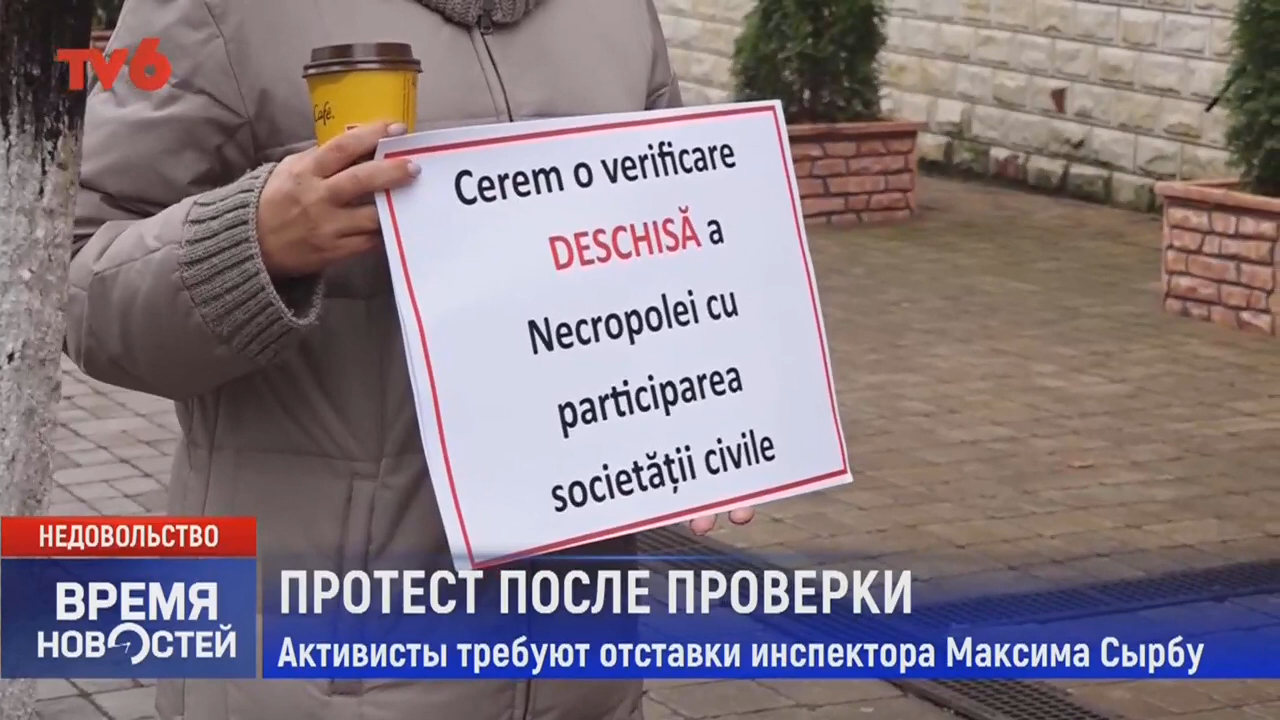 TV6
Café.
Cerem o verificare
DESCHISĂ a
Necropolei cu
participarea
societății civile
НЕДОВОЛЬСТВО
ВРЕМЯ
НОВОСТЕЙ
ПРОТЕСТ ПОСЛЕ ПРОВЕРКИ
Активисты требуют отставки инспектора Максима Сырбу